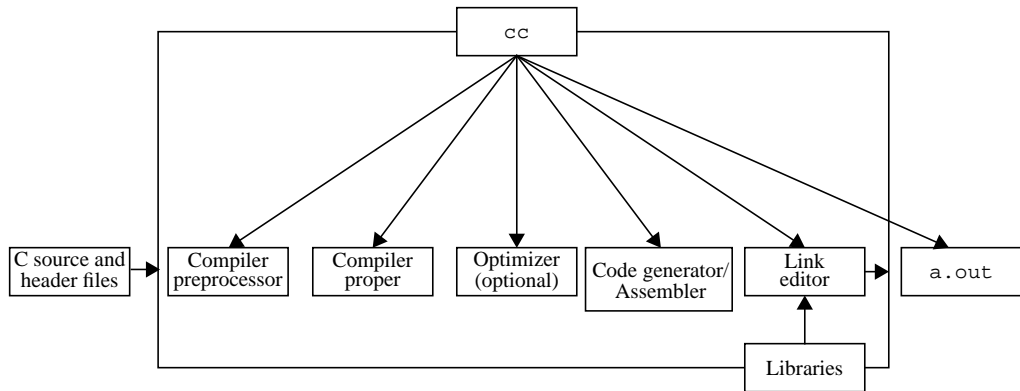 cc
C source and
header files
Compiler
preprocessor
Compiler
proper
Optimizer
(optional)
Code generator/
Assembler
Link
editor
a.out
Libraries